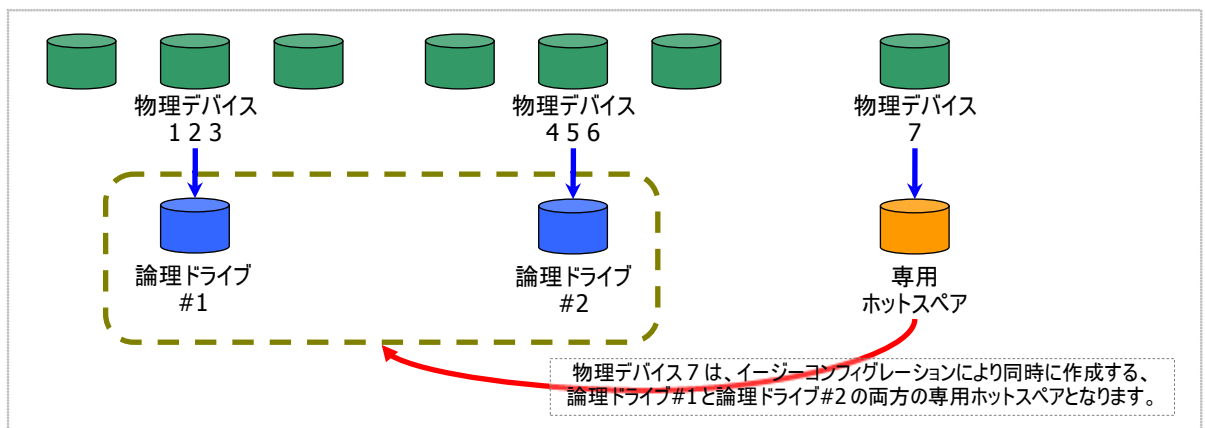 物理デバイス
1 2 3
物理デバイス
4 5 6
物理デバイス
7
論理ドライブ
#1
論理ドライブ
#2
専用
ホットスペア
物理デバイス 7 は、イージーコンフィグレーションにより同時に作成する、
論理ドライブ#1と論理ドライブ#2 の両方の専用ホットスペアとなります。